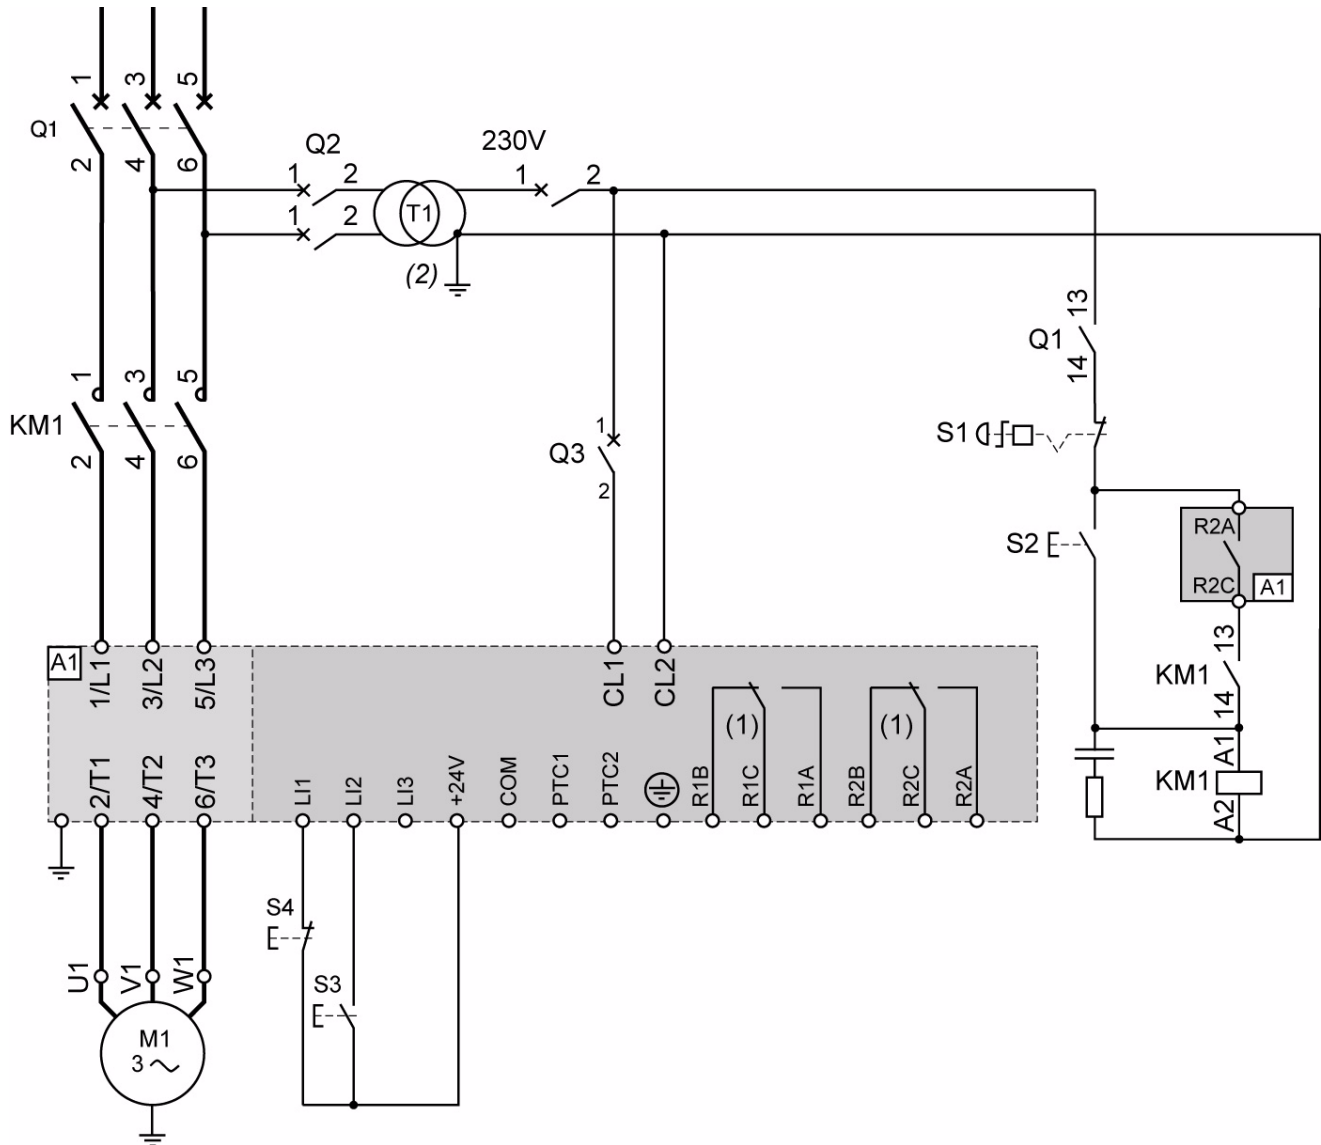 1 3 5
Q1
2 4 6
Q2
230V
1 2
1 2
T1
1 2
(2)
13
Q1
14
1 3 5
KM1
2 4 6
1
Q3
2
S1
S2
R2A
R2C
A1
13
KM1
14
A1
KM1
A2
A1
1/L1 3/L2 5/L3
CL1 CL2
(1) (1)
2/T1 4/T2 6/T3
LI1 LI2 LI3 +24V COM PTC1 PTC2 R1B R1C R1A R2B R2C R2A
S4
S3
U1 V1 W1
M1
3